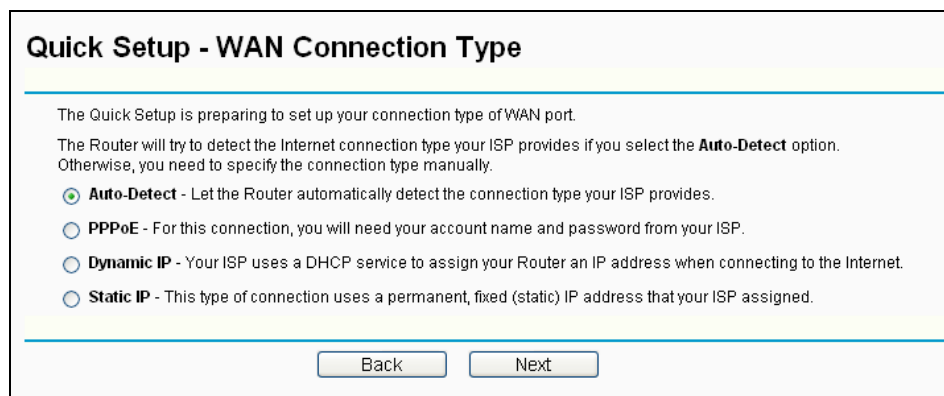 Quick Setup - WAN Connection Type
The Quick Setup is preparing to set up your connection type of WAN port.
The Router will try to detect the Internet connection type your ISP provides if you select the Auto-Detect option.
Otherwise, you need to specify the connection type manually.
Auto-Detect - Let the Router automatically detect the connection type your ISP provides.
PPPoE - For this connection, you will need your account name and password from your ISP.
Dynamic IP - Your ISP uses a DHCP service to assign your Router an IP address when connecting to the Internet.
Static IP - This type of connection uses a permanent, fixed (static) IP address that your ISP assigned.
Back Next